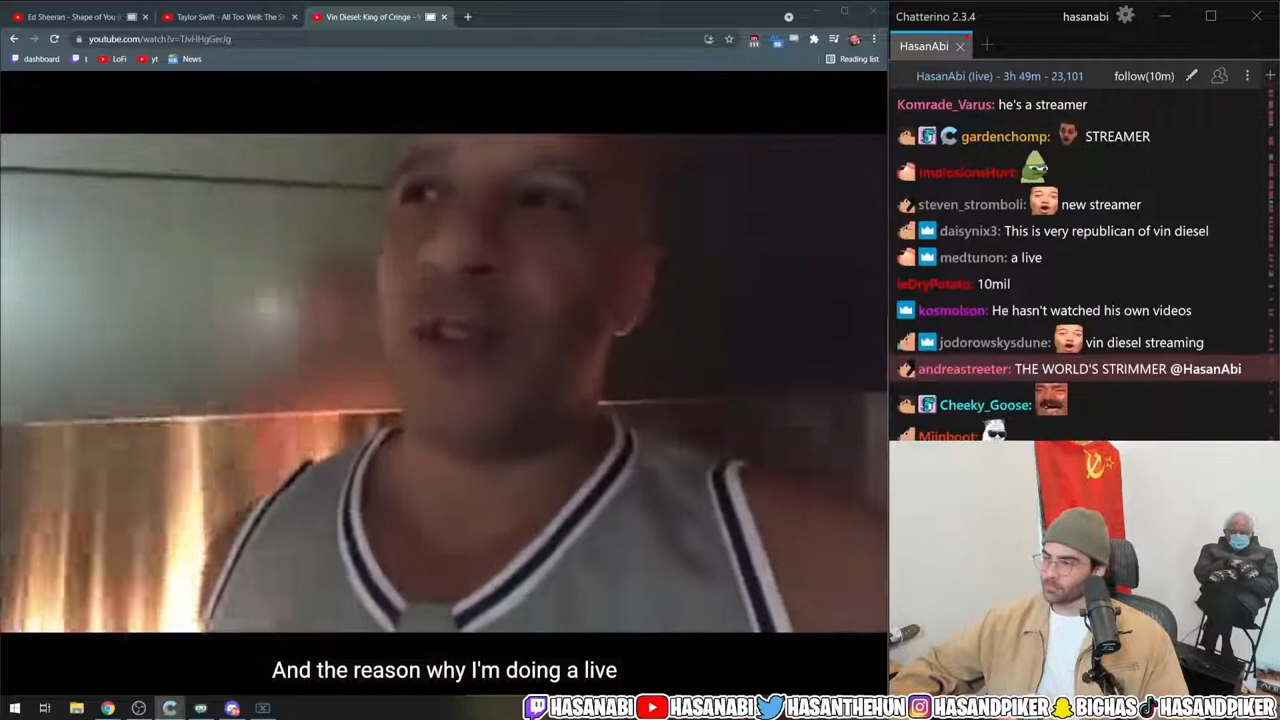 Ed Sheeran - Shape of You (
Taylor Swift - All Too Well: The S
Vin Diesel: King of Cringe -
youtube.com/watch?v=TJvHHgGerJg
dashboard
t
LoFi
yt
News
Reading list
And the reason why I'm doing a live
Chatterino 2.3.4
hasanabi
HasanAbi
HasanAbi (live) - 3h 49m - 23,101
follow(10m)
Komrade_Varus: he's a streamer
gardenchomp: STREAMER
ImplosionsHurt:
steven_stromboli: new streamer
daisynix3: This is very republican of vin diesel
medtunon: a live
leDryPotato: 10mil
kosmolson: He hasn't watched his own videos
jodorowskysdune: vin diesel streaming
andreastreeter: THE WORLD'S STRIMMER @HasanAbi
Cheeky_Goose:
Miinboot:
HASANABI HASANABI HASANTHEHUN HASANDPIKER BIGHAS HASANDPIKER